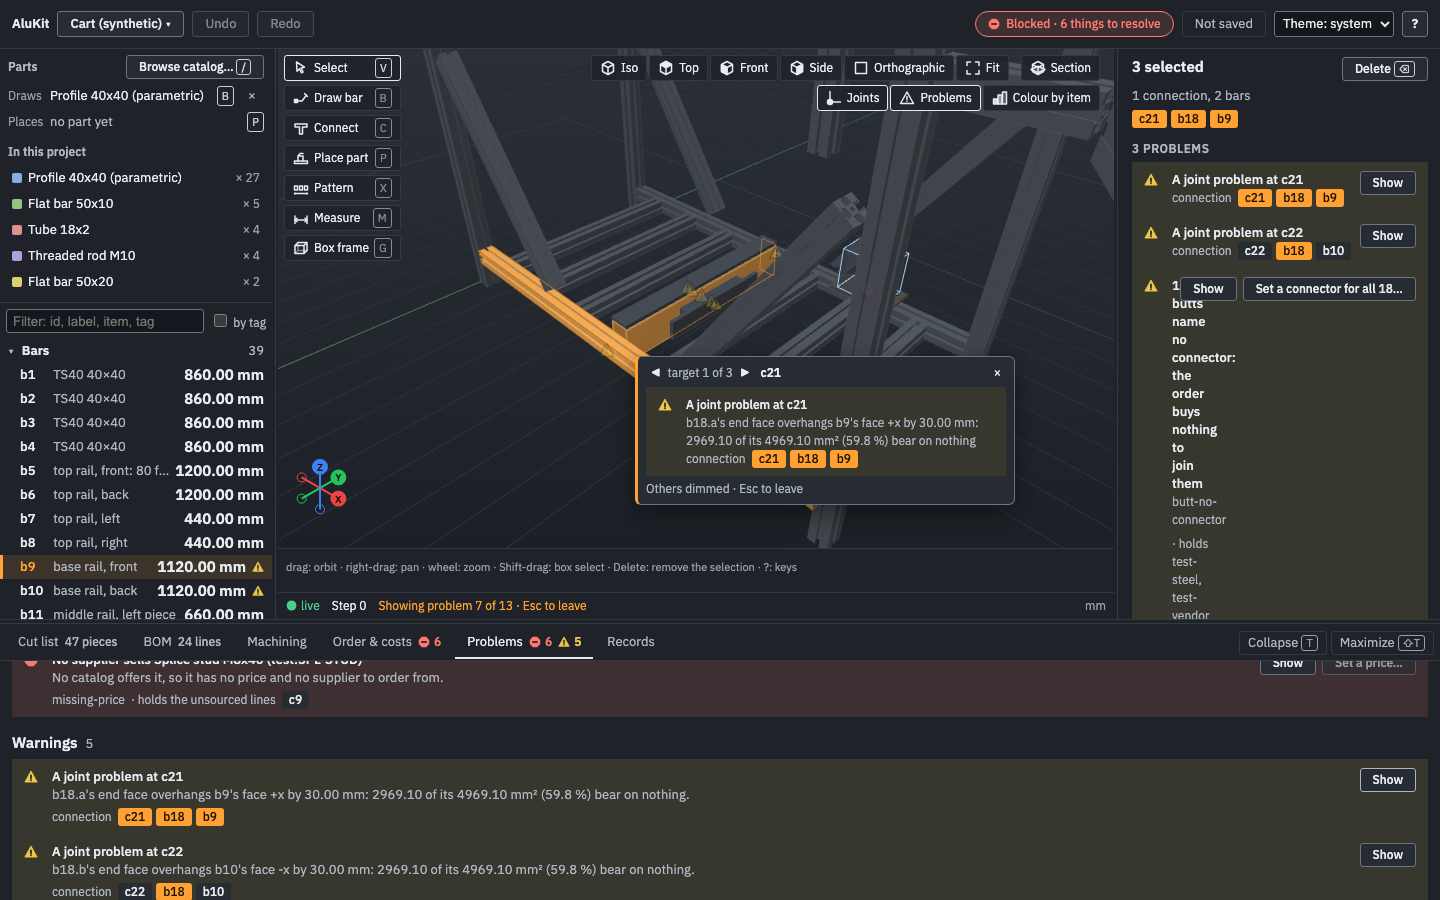 AluKit Cart (synthetic) ▾ Undo Redo Blocked · 6 things to resolve Not saved Theme: system ?
Parts Browse catalog... /
Draws Profile 40x40 (parametric) B ×
Places no part yet P
In this project
Profile 40x40 (parametric) × 27
Flat bar 50x10 × 5
Tube 18x2 × 4
Threaded rod M10 × 4
Flat bar 50x20 × 2
Filter: id, label, item, tag by tag
▾ Bars 39
b1 TS40 40×40 860.00 mm
b2 TS40 40×40 860.00 mm
b3 TS40 40×40 860.00 mm
b4 TS40 40×40 860.00 mm
b5 top rail, front: 80 f... 1200.00 mm
b6 top rail, back 1200.00 mm
b7 top rail, left 440.00 mm
b8 top rail, right 440.00 mm
b9 base rail, front 1120.00 mm
b10 base rail, back 1120.00 mm
b11 middle rail, left piece 660.00 mm
Select V
Draw bar B
Connect C
Place part P
Pattern X
Measure M
Box frame G
Iso Top Front Side Orthographic Fit Section
Joints Problems Colour by item
Z
Y
X
◀ target 1 of 3 ▶ c21 ×
A joint problem at c21
b18.a's end face overhangs b9's face +x by 30.00 mm:
2969.10 of its 4969.10 mm² (59.8 %) bear on nothing
connection c21 b18 b9
Others dimmed · Esc to leave
drag: orbit · right-drag: pan · wheel: zoom · Shift-drag: box select · Delete: remove the selection · ?: keys
live Step 0 Showing problem 7 of 13 · Esc to leave mm
3 selected Delete
1 connection, 2 bars
c21 b18 b9
3 PROBLEMS
A joint problem at c21 Show
connection c21 b18 b9
A joint problem at c22 Show
connection c22 b18 b10
1 Show Set a connector for all 18...
butts
name
no
connector:
the
order
buys
nothing
to
join
them
butt-no-
connector
· holds
test-
steel,
test-
vendor
Cut list 47 pieces BOM 24 lines Machining Order & costs 6 Problems 6 5 Records Collapse T Maximize ⇧T
No supplier sells Splice stud M8x40 (test.SPL-STUD) Show Set a price...
No catalog offers it, so it has no price and no supplier to order from.
missing-price · holds the unsourced lines c9
Warnings 5
A joint problem at c21 Show
b18.a's end face overhangs b9's face +x by 30.00 mm: 2969.10 of its 4969.10 mm² (59.8 %) bear on nothing.
connection c21 b18 b9
A joint problem at c22 Show
b18.b's end face overhangs b10's face -x by 30.00 mm: 2969.10 of its 4969.10 mm² (59.8 %) bear on nothing.
connection c22 b18 b10